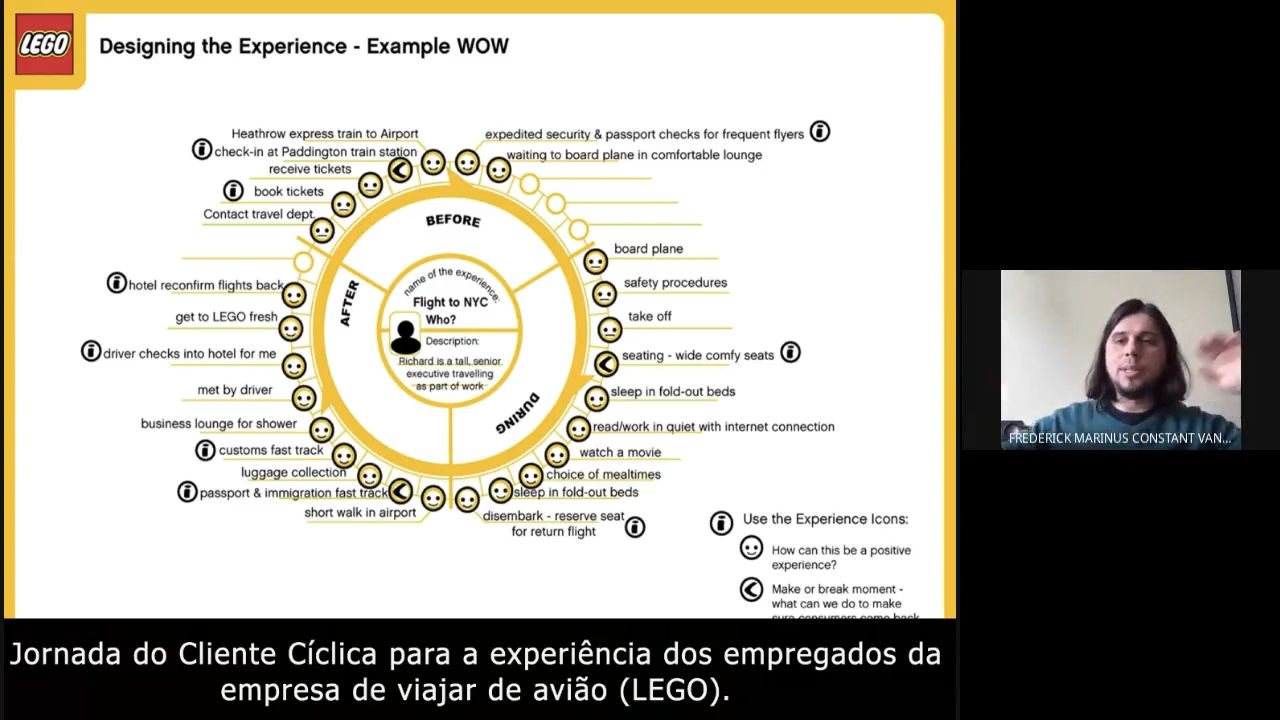 LEGO
Designing the Experience - Example WOW
Heathrow express train to Airport
check-in at Paddington train station
receive tickets
book tickets
Contact travel dept.
expedited security & passport checks for frequent flyers
waiting to board plane in comfortable lounge
board plane
safety procedures
take off
seating - wide comfy seats
sleep in fold-out beds
read/work in quiet with internet connection
watch a movie
choice of mealtimes
sleep in fold-out beds
disembark - reserve seat
for return flight
short walk in airport
passport & immigration fast track
luggage collection
customs fast track
business lounge for shower
met by driver
driver checks into hotel for me
get to LEGO fresh
hotel reconfirm flights back
BEFORE
DURING
AFTER
name of the experience:
Flight to NYC
Who?
Description:
Richard is a tall, senior
executive travelling
as part of work
Use the Experience Icons:
How can this be a positive
experience?
Make or break moment -
what can we do to make
sure consumers come back
FREDERICK MARINUS CONSTANT VAN...
Jornada do Cliente Cíclica para a experiência dos empregados da
empresa de viajar de avião (LEGO).